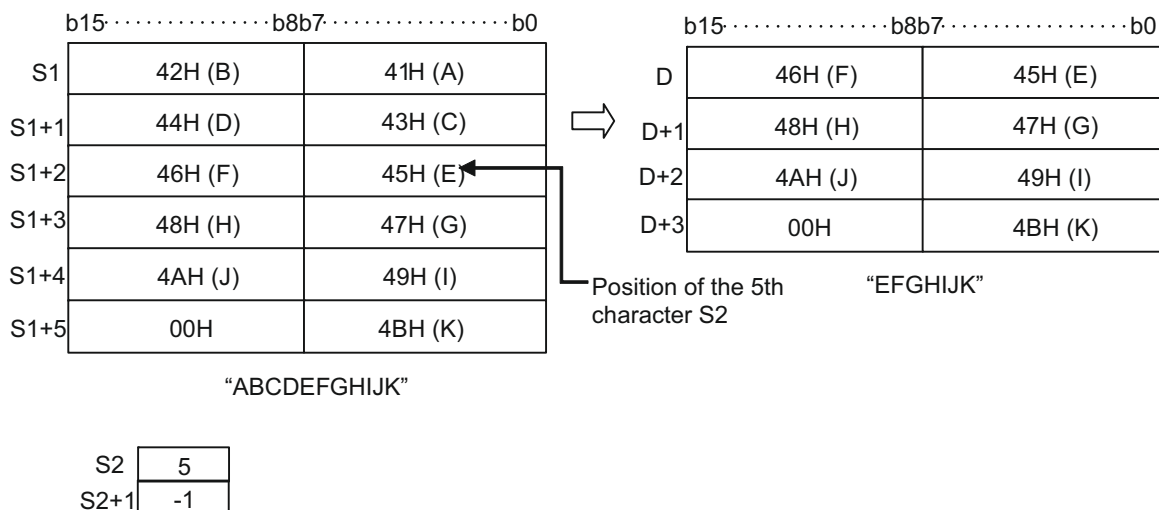 b15················b8b7················b0
S1 42H (B) 41H (A)
S1+1 44H (D) 43H (C)
S1+2 46H (F) 45H (E)
S1+3 48H (H) 47H (G)
S1+4 4AH (J) 49H (I)
S1+5 00H 4BH (K)
“ABCDEFGHIJK”
b15················b8b7················b0
D 46H (F) 45H (E)
D+1 48H (H) 47H (G)
D+2 4AH (J) 49H (I)
D+3 00H 4BH (K)
“EFGHIJK”
Position of the 5th
character S2
S2 5
S2+1 -1